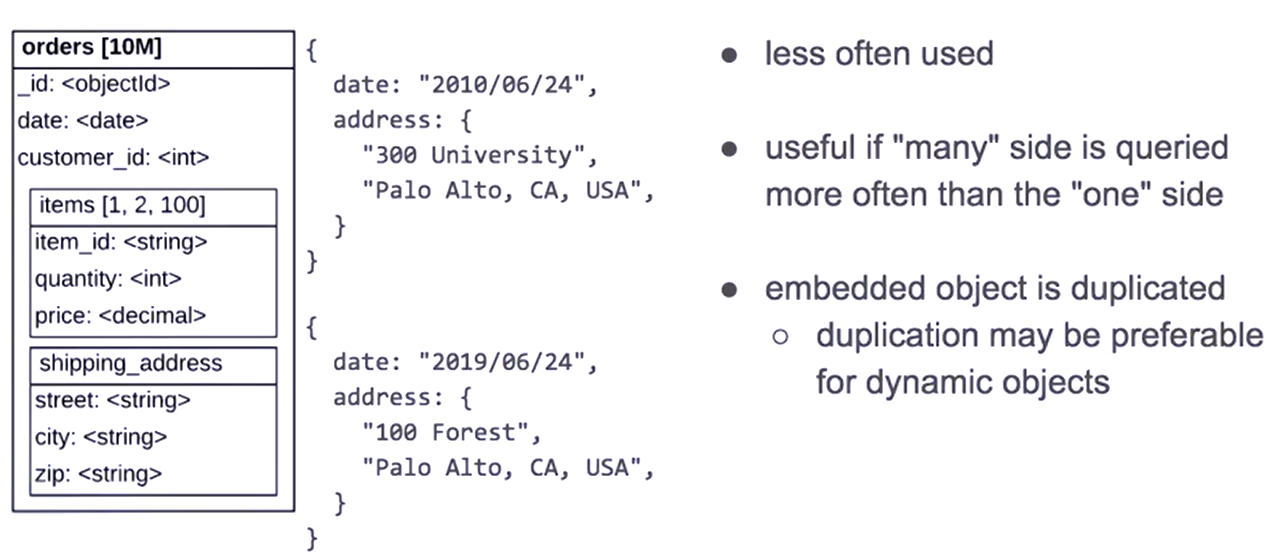 orders [10M]
_id: <objectId>
date: <date>
customer_id: <int>
items [1, 2, 100]
item_id: <string>
quantity: <int>
price: <decimal>
shipping_address
street: <string>
city: <string>
zip: <string>
{
date: "2010/06/24",
address: {
"300 University",
"Palo Alto, CA, USA",
}
}
{
date: "2019/06/24",
address: {
"100 Forest",
"Palo Alto, CA, USA",
}
}
● less often used
● useful if "many" side is queried
more often than the "one" side
● embedded object is duplicated
○ duplication may be preferable
for dynamic objects